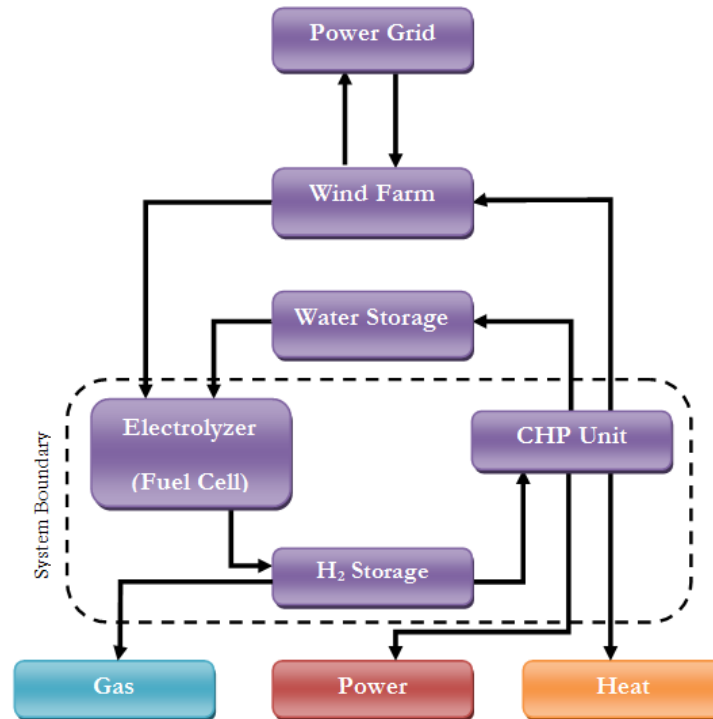 Power Grid
Wind Farm
Water Storage
Electrolyzer
(Fuel Cell)
CHP Unit
System Boundary
H₂ Storage
Gas
Power
Heat